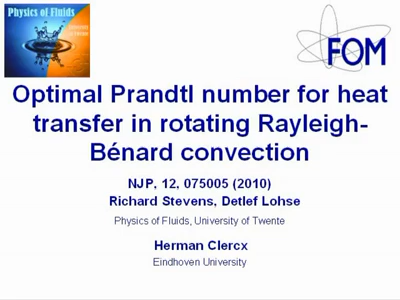 Physics of Fluids
FOM
Optimal Prandtl number for heat
transfer in rotating Rayleigh-
Bénard convection
NJP, 12, 075005 (2010)
Richard Stevens, Detlef Lohse
Physics of Fluids, University of Twente
Herman Clercx
Eindhoven University